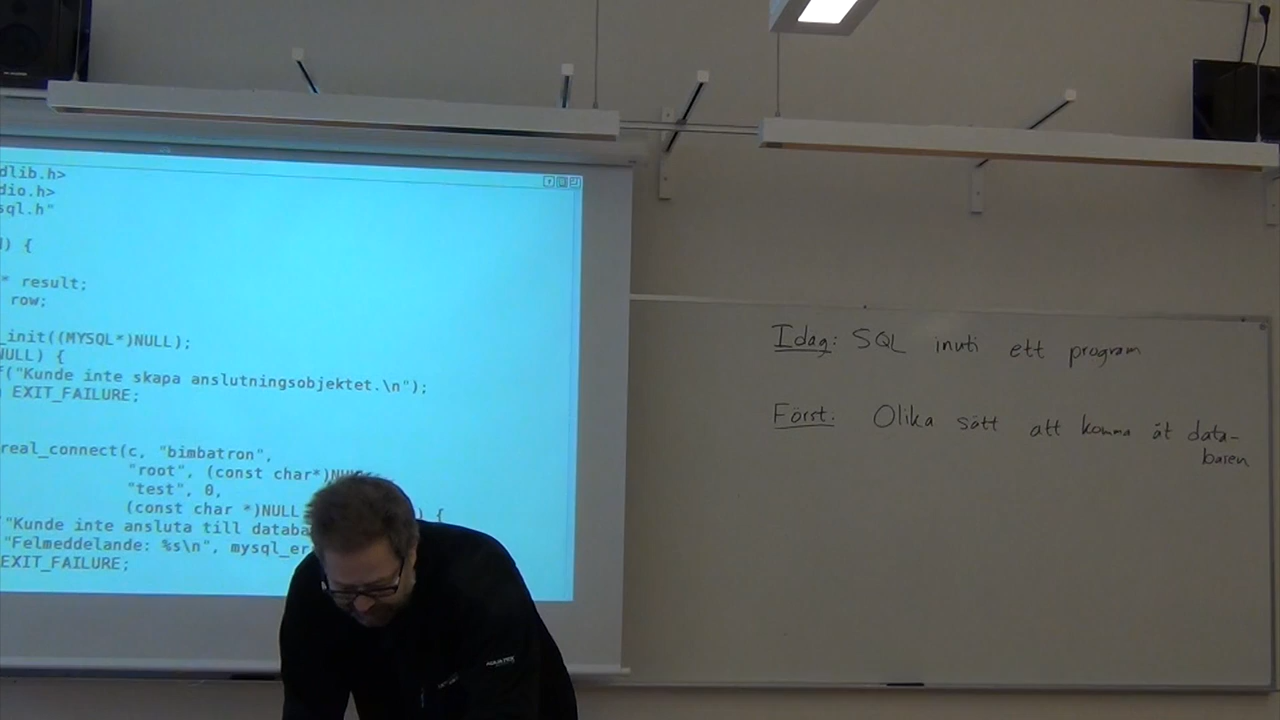 dlib.h>
dio.h>
sql.h"
) {
* result;
row;
_init((MYSQL*)NULL);
NULL) {
f("Kunde inte skapa anslutningsobjektet.\n");
) EXIT_FAILURE;
real_connect(c, "bimbatron",
"root", (const char*)NULL,
"test", 0,
(const char *)NULL ) {
"Kunde inte ansluta till databa
"Felmeddelande: %s\n", mysql_er
EXIT_FAILURE;
Idag: SQL inuti ett program
Först: Olika sätt att komma åt data-
basen